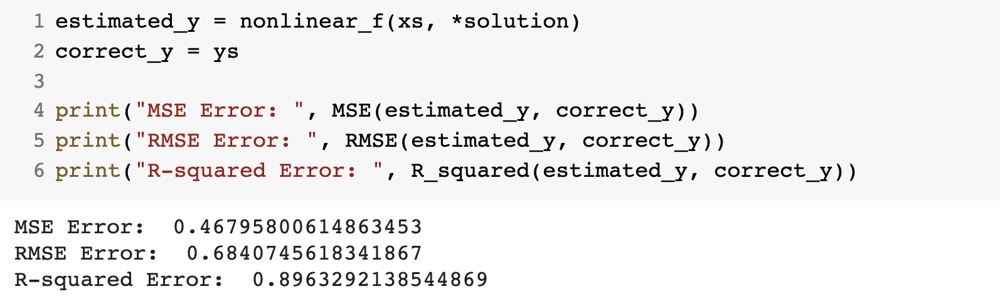 1 estimated_y = nonlinear_f(xs, *solution)
2 correct_y = ys
3
4 print("MSE Error: ", MSE(estimated_y, correct_y))
5 print("RMSE Error: ", RMSE(estimated_y, correct_y))
6 print("R-squared Error: ", R_squared(estimated_y, correct_y))
MSE Error:  0.46795800614863453
RMSE Error:  0.6840745618341867
R-squared Error:  0.8963292138544869